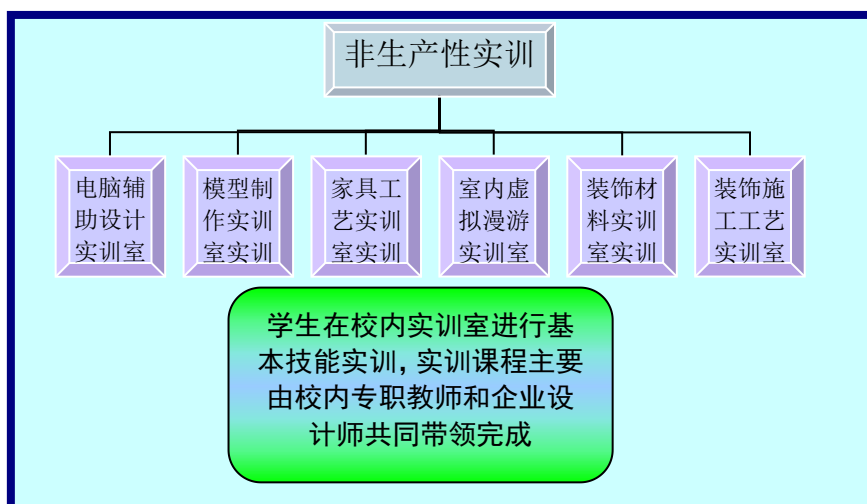 非生产性实训
电脑辅
助设计
实训室
模型制
作实训
室实训
家具工
艺实训
室实训
室内虚
拟漫游
实训室
装饰材
料实训
室实训
装饰施
工工艺
实训室
学生在校内实训室进行基
本技能实训，实训课程主要
由校内专职教师和企业设
计师共同带领完成